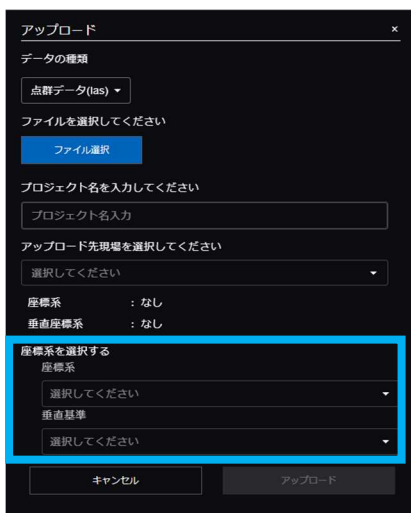 アップロード ×
データの種類
点群データ(las)
ファイルを選択してください
ファイル選択
プロジェクト名を入力してください
プロジェクト名入力
アップロード先現場を選択してください
選択してください
座標系 : なし
垂直座標系 : なし
座標系を選択する
座標系
選択してください
垂直基準
選択してください
キャンセル アップロード